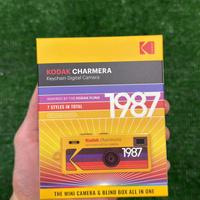 KODAK CHARMERA
Keychain Digital Camera
INSPIRED BY THE KODAK FLING
1987
7 STYLES IN TOTAL
Kodak
1987
THE MINI CAMERA & BLIND BOX ALL IN ONE